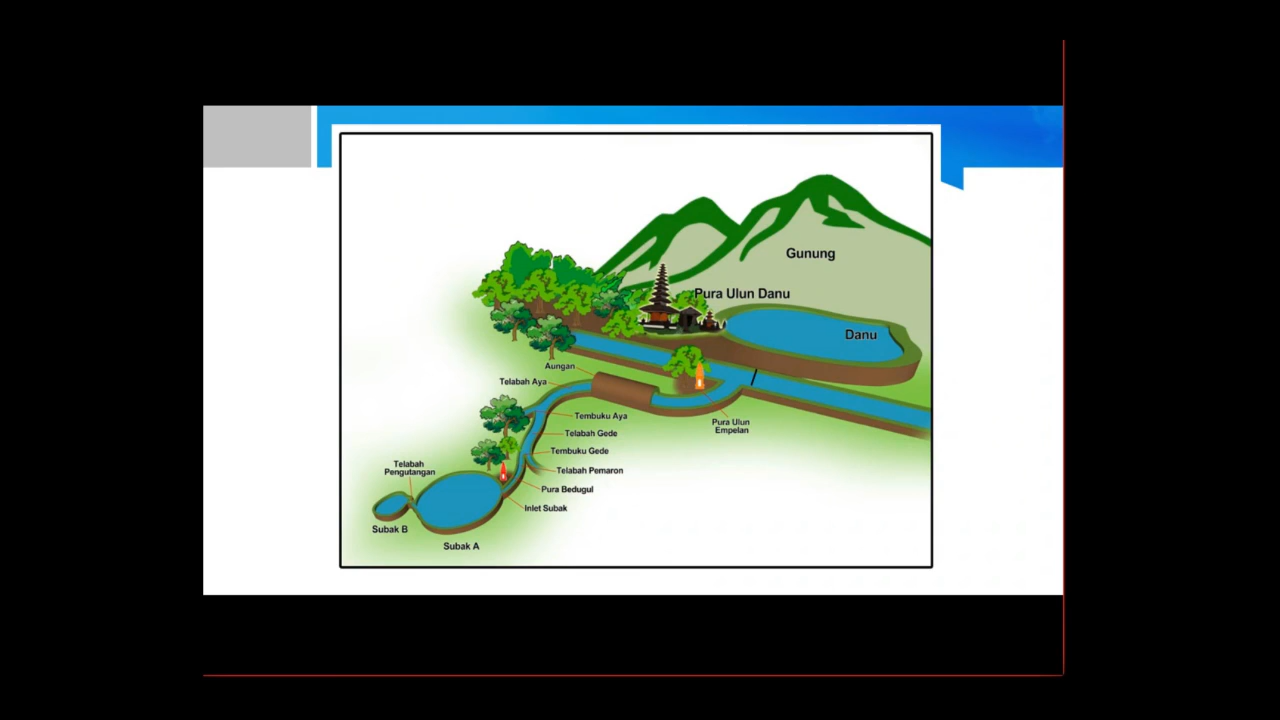 Gunung
Pura Ulun Danu
Danu
Aungan
Telabah Aya
Tembuku Aya
Pura Ulun
Empelan
Telabah Gede
Tembuku Gede
Telabah
Pengutangan
Telabah Pemaron
Pura Bedugul
Inlet Subak
Subak B
Subak A